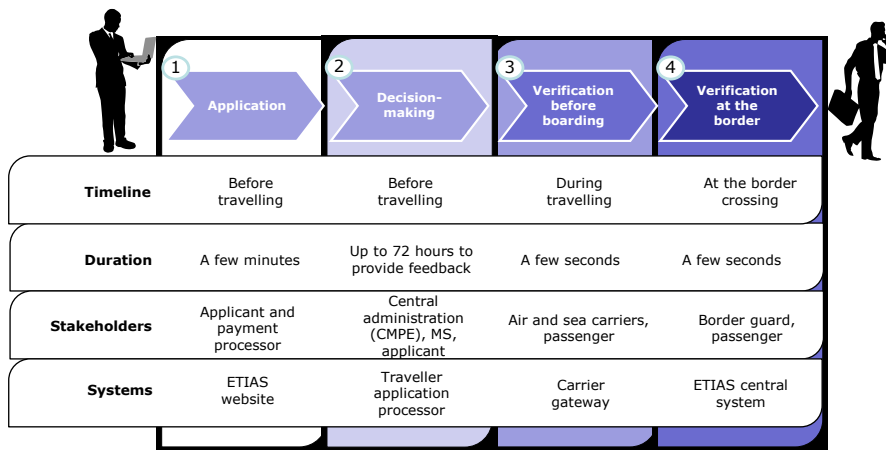 1
Application
2
Decision-
making
3
Verification
before
boarding
4
Verification
at the
border
Timeline
Before
travelling
Before
travelling
During
travelling
At the border
crossing
Duration
A few minutes
Up to 72 hours to
provide feedback
A few seconds
A few seconds
Stakeholders
Applicant and
payment
processor
Central
administration
(CMPE), MS,
applicant
Air and sea carriers,
passenger
Border guard,
passenger
Systems
ETIAS
website
Traveller
application
processor
Carrier
gateway
ETIAS central
system